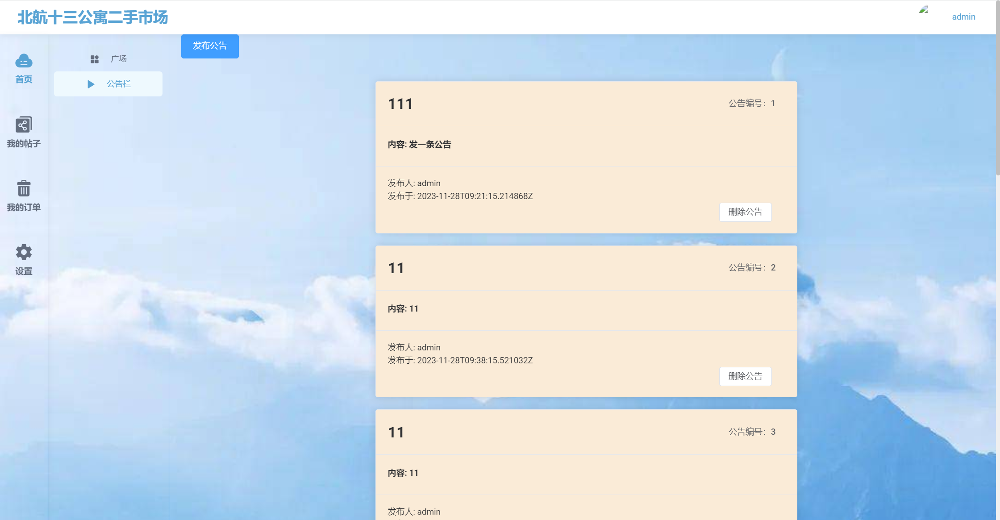 北航十三公寓二手市场
admin
首页
我的帖子
我的订单
设置
广场
公告栏
发布公告
111
公告编号：1
内容: 发一条公告
发布人: admin
发布于: 2023-11-28T09:21:15.214868Z
删除公告
11
公告编号：2
内容: 11
发布人: admin
发布于: 2023-11-28T09:38:15.521032Z
删除公告
11
公告编号：3
内容: 11
发布人: admin